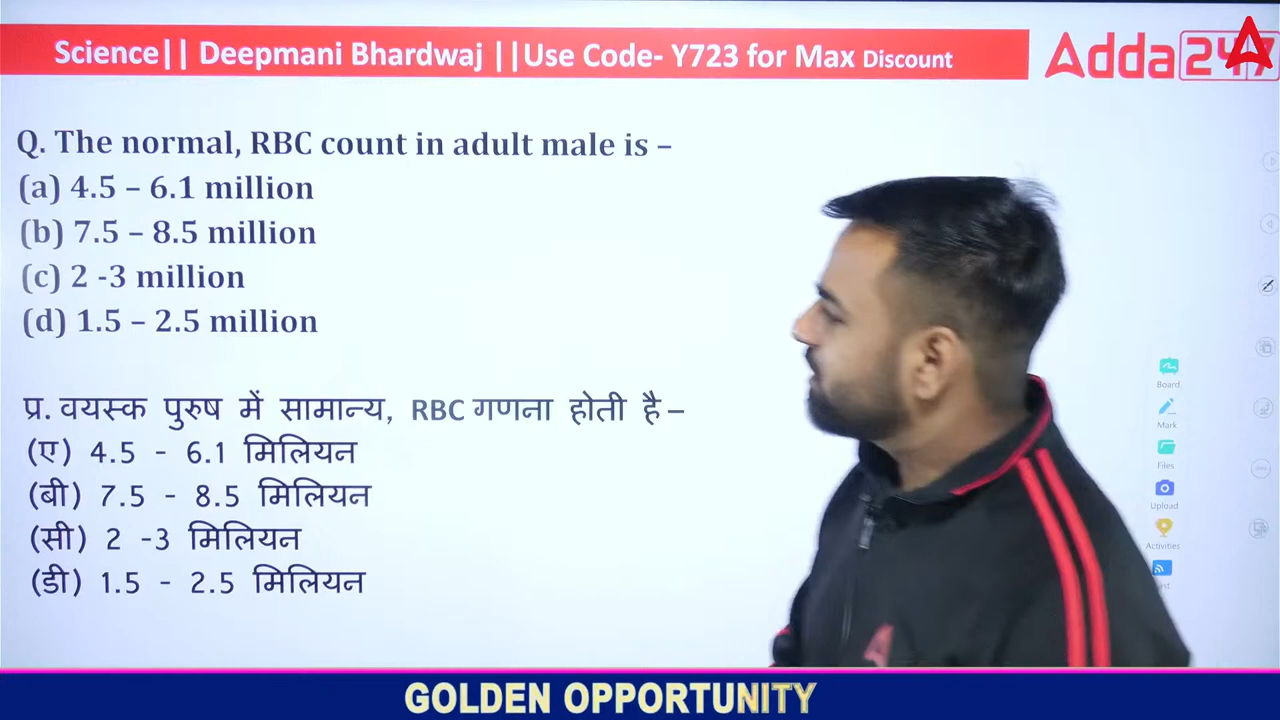 Science|| Deepmani Bhardwaj ||Use Code- Y723 for Max Discount
Adda247
Q. The normal, RBC count in adult male is –
(a) 4.5 – 6.1 million
(b) 7.5 – 8.5 million
(c) 2 -3 million
(d) 1.5 – 2.5 million
प्र. वयस्क पुरुष में सामान्य, RBC गणना होती है –
(ए) 4.5 - 6.1 मिलियन
(बी) 7.5 - 8.5 मिलियन
(सी) 2 -3 मिलियन
(डी) 1.5 - 2.5 मिलियन
Board
Mark
Files
Upload
Activities
GOLDEN OPPORTUNITY